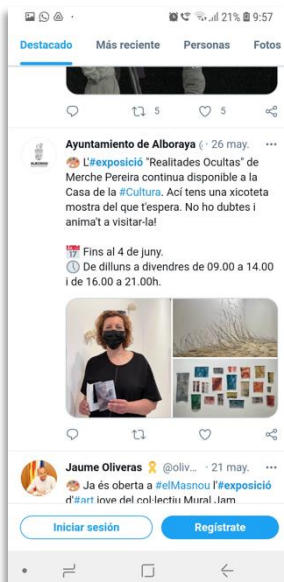 21% 9:57
Destacado Más reciente Personas Fotos
5 5
Ayuntamiento de Alboraya (· 26 may. ···
L'#exposició "Realitades Ocultas" de
Merche Pereira continua disponible a la
Casa de la #Cultura. Ací tens una xicoteta
mostra del que t'espera. No ho dubtes i
anima't a visitar-la!
Fins al 4 de juny.
De dilluns a divendres de 09.00 a 14.00
i de 16.00 a 21.00h.
Jaume Oliveras @oliv... · 21 may. ···
Ja és oberta a #elMasnou l'#exposició
d'#art jove del col·lectiu Mural Jam
Iniciar sesión Regístrate